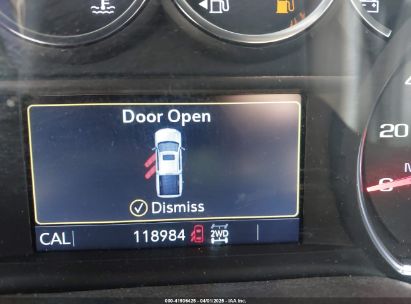 Door Open
Dismiss
CAL
118984
2WD
20